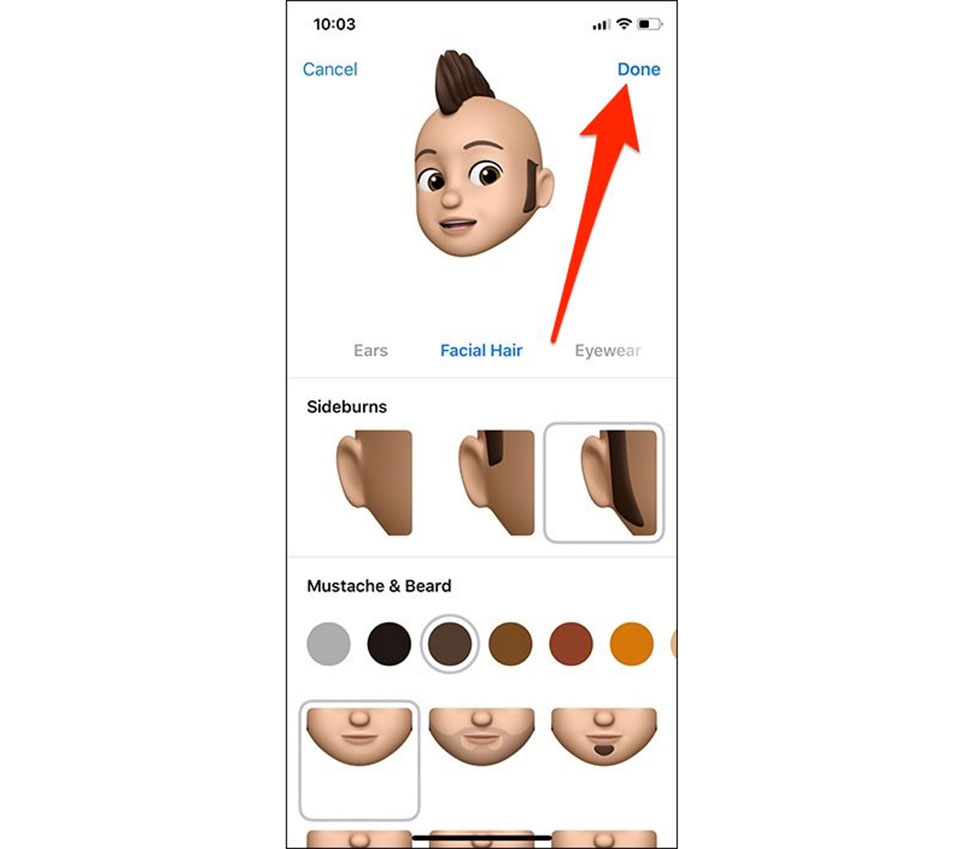 10:03
Cancel
Done
Ears Facial Hair Eyewear
Sideburns
Mustache & Beard